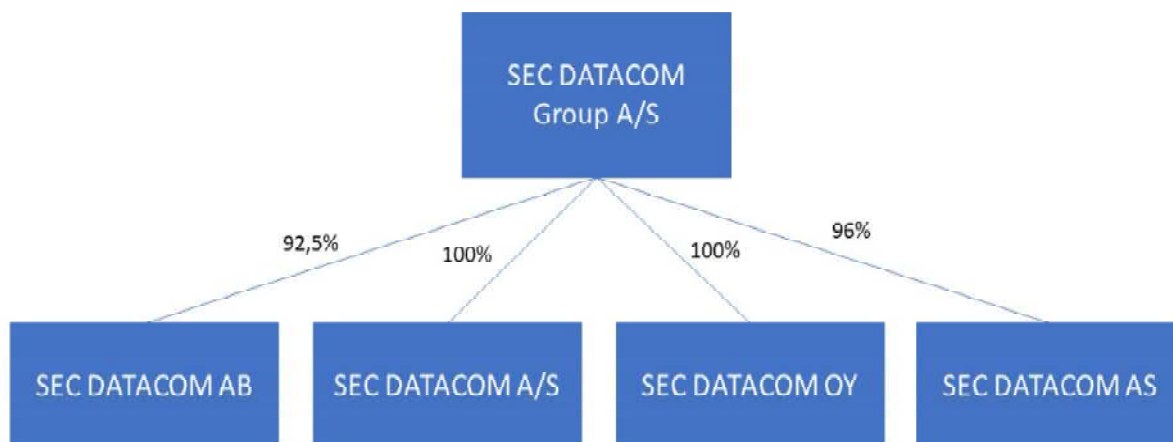 SEC DATACOM
Group A/S
92,5%
100%
100%
96%
SEC DATACOM AB
SEC DATACOM A/S
SEC DATACOM OY
SEC DATACOM AS